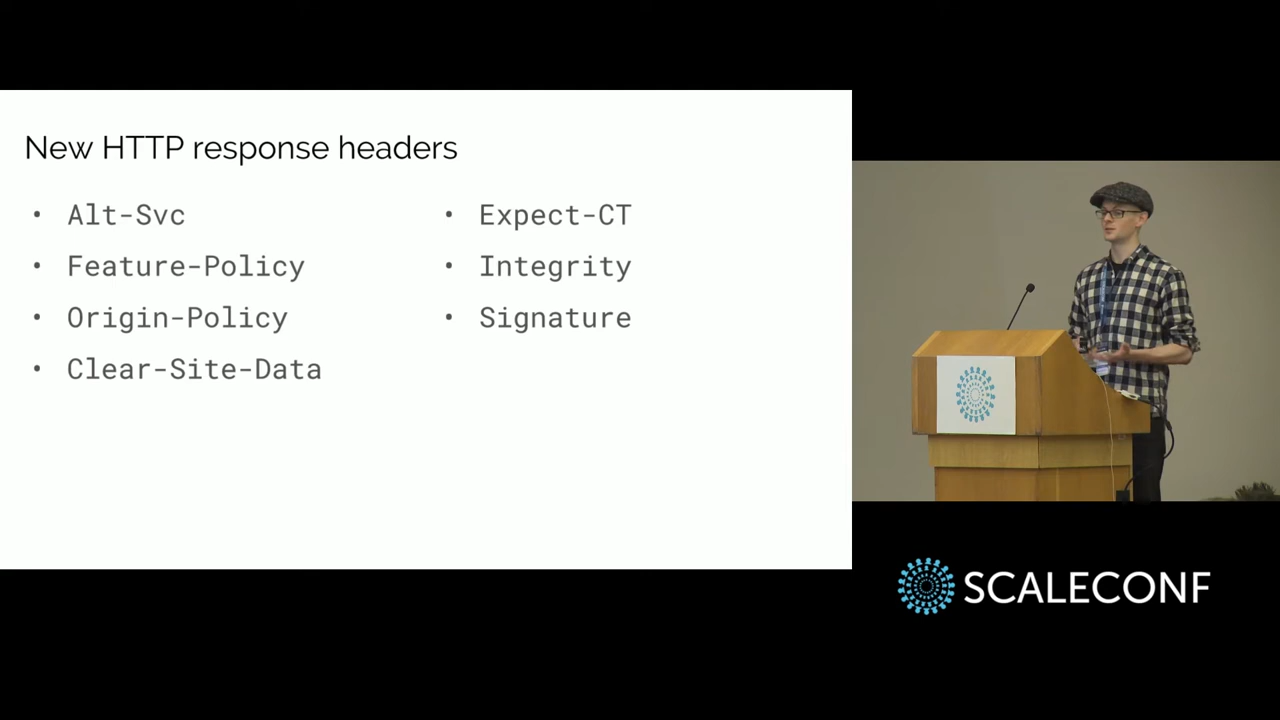 New HTTP response headers
• Alt-Svc
• Feature-Policy
• Origin-Policy
• Clear-Site-Data
• Expect-CT
• Integrity
• Signature
SCALECONF